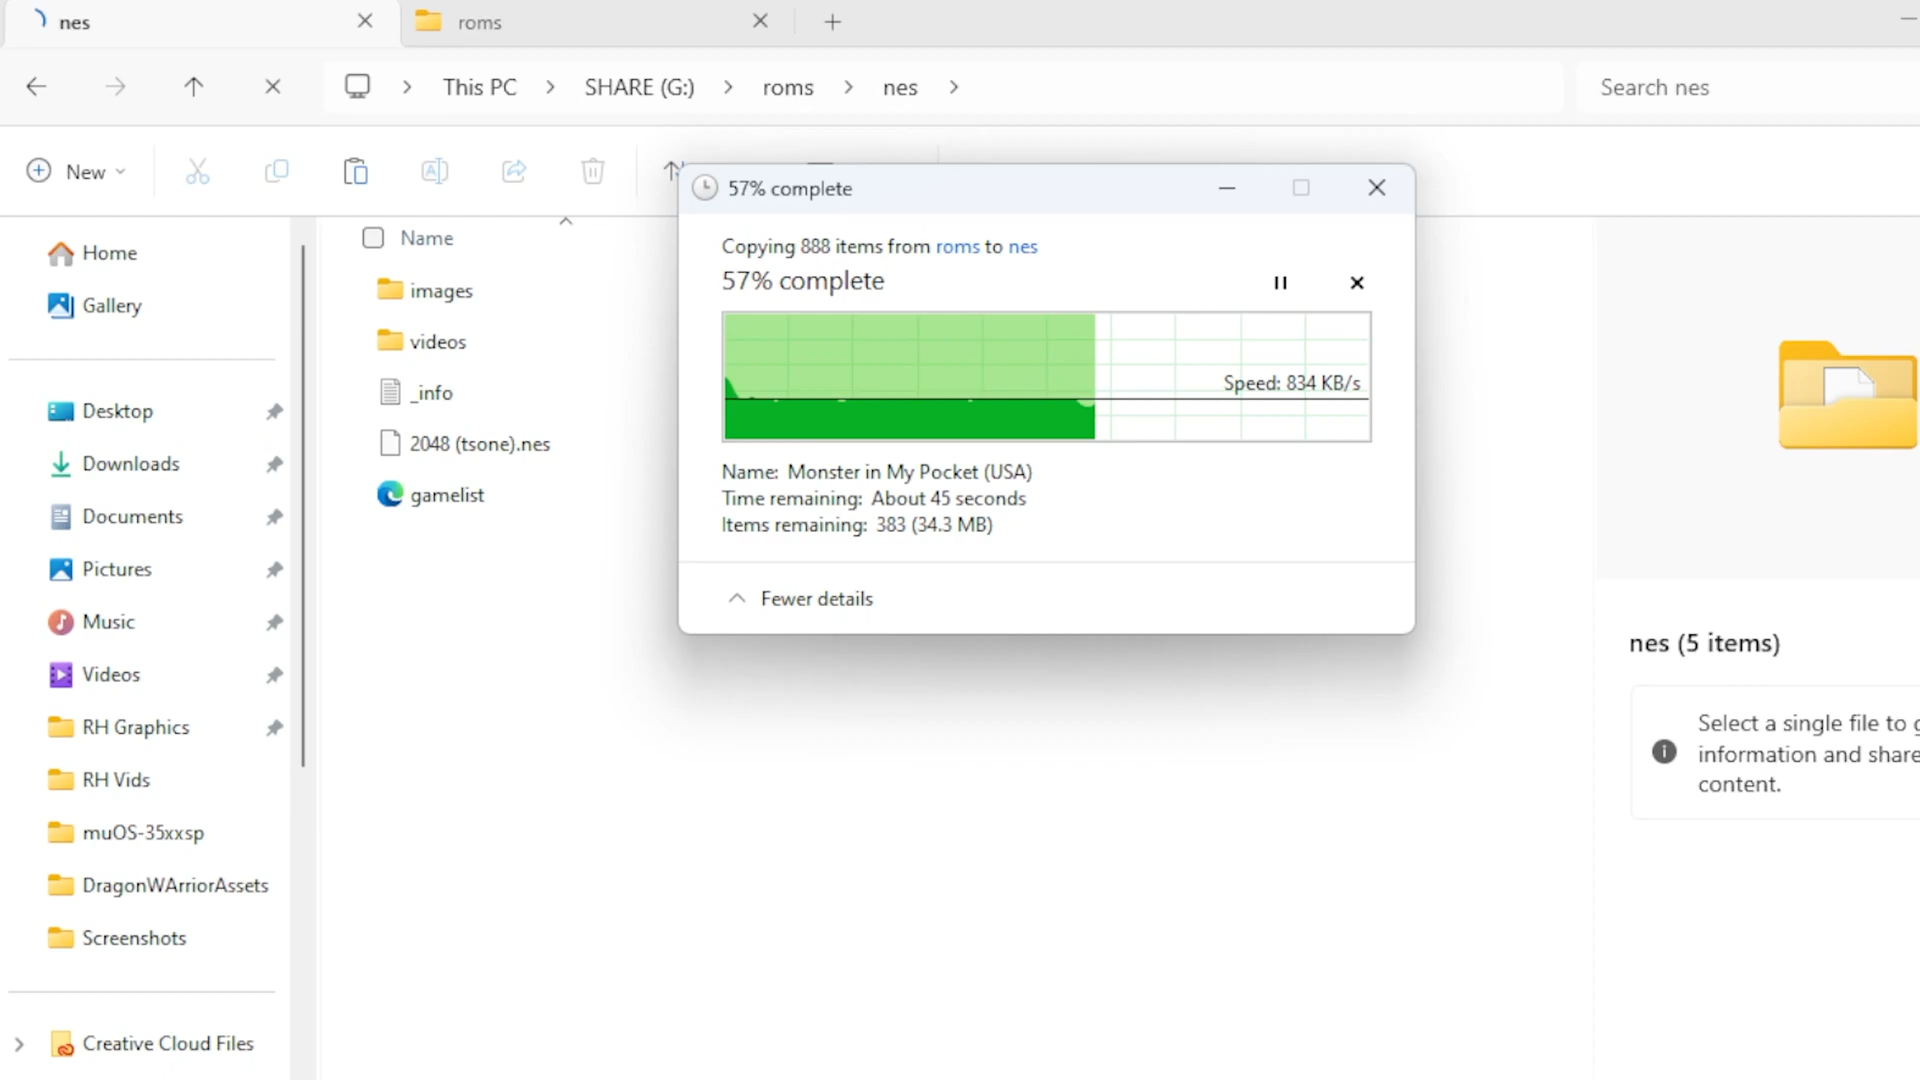 nes
roms
This PC
SHARE (G:)
roms
nes
Search nes
New
57% complete
Name
Copying 888 items from roms to nes
57% complete
Speed: 834 KB/s
Name: Monster in My Pocket (USA)
Time remaining: About 45 seconds
Items remaining: 383 (34.3 MB)
Fewer details
Home
Gallery
Desktop
Downloads
Documents
Pictures
Music
Videos
RH Graphics
RH Vids
muOS-35xxsp
DragonWArriorAssets
Screenshots
Creative Cloud Files
images
videos
_info
2048 (tsone).nes
gamelist
nes (5 items)
Select a single file to
information and share
content.